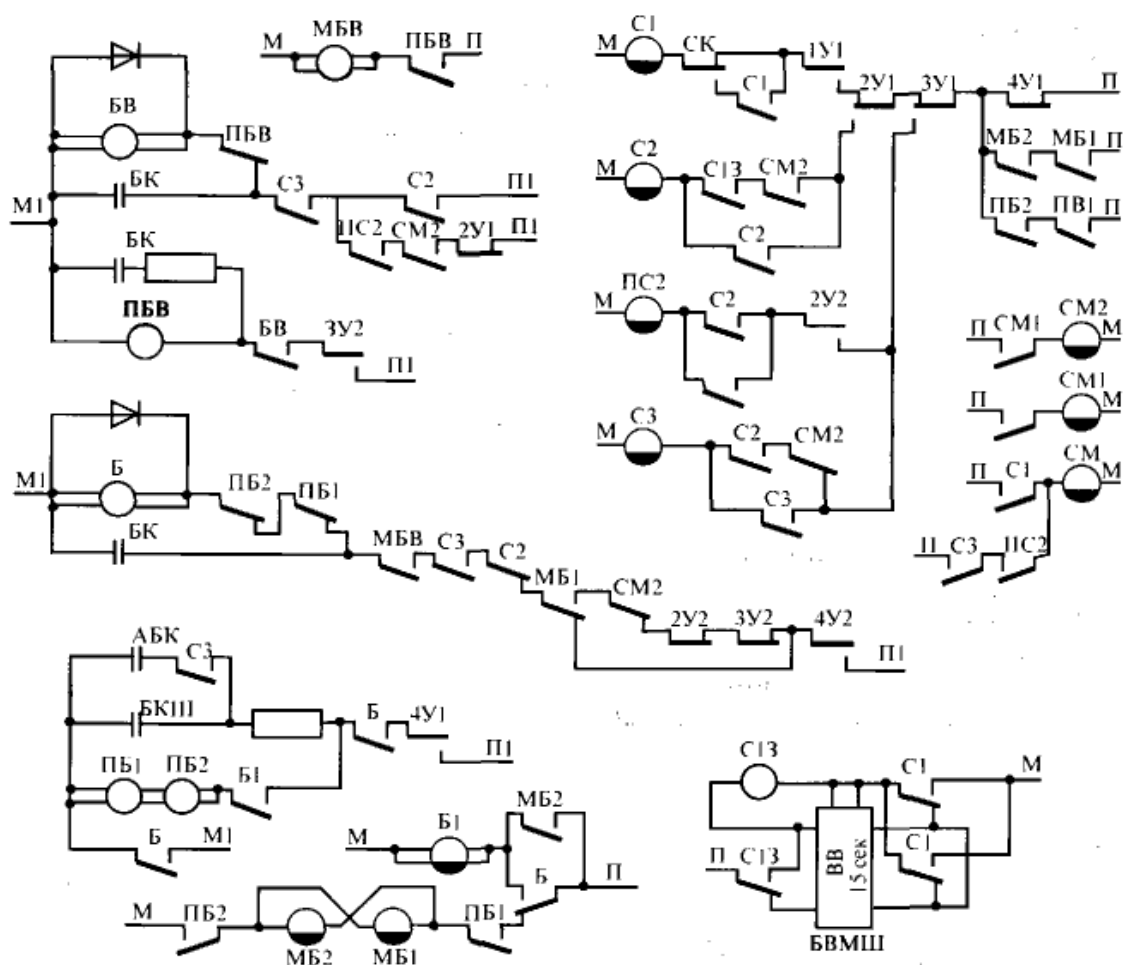 МБВ
М
ПБВ
П
БВ
ПБВ
БК
С3
С2
П1
М1
ПС2
СМ2
2У1
П1
БК
ПБВ
БВ
3У2
П1
С1
М
СК
С1
1У1
2У1
3У1
4У1
П
МБ2
МБ1
П
ПБ2
ПВ1
П
С2
М
С13
СМ2
С2
ПС2
М
С2
2У2
С3
М
С2
СМ2
С3
П
СМ1
СМ2
М
П
СМ1
М
П
С1
СМ
М
П
С3
ПС2
М1
Б
ПБ2
ПБ1
БК
МБВ
С3
С2
МБ1
СМ2
2У2
3У2
4У2
П1
АБК
С3
БКШ
Б
4У1
П1
ПБ1
ПБ2
Б1
Б
М1
М
Б1
МБ2
Б
П
М
ПБ2
МБ2
МБ1
ПБ1
С13
С1
М
П
С13
ВВ
15 сек
С1
БВМШ